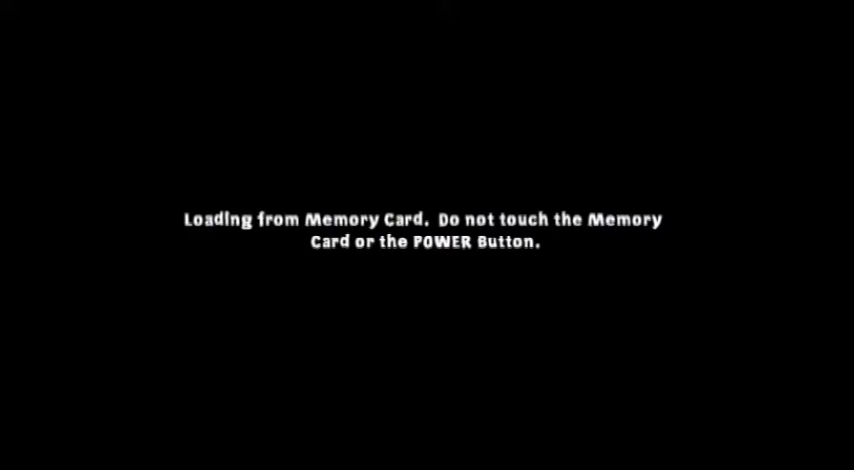 Loading from Memory Card.  Do not touch the Memory
Card or the POWER Button.